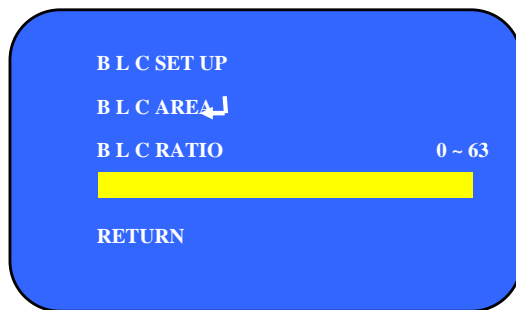 B L C SET UP
B L C AREA
B L C RATIO 0 ~ 63
RETURN